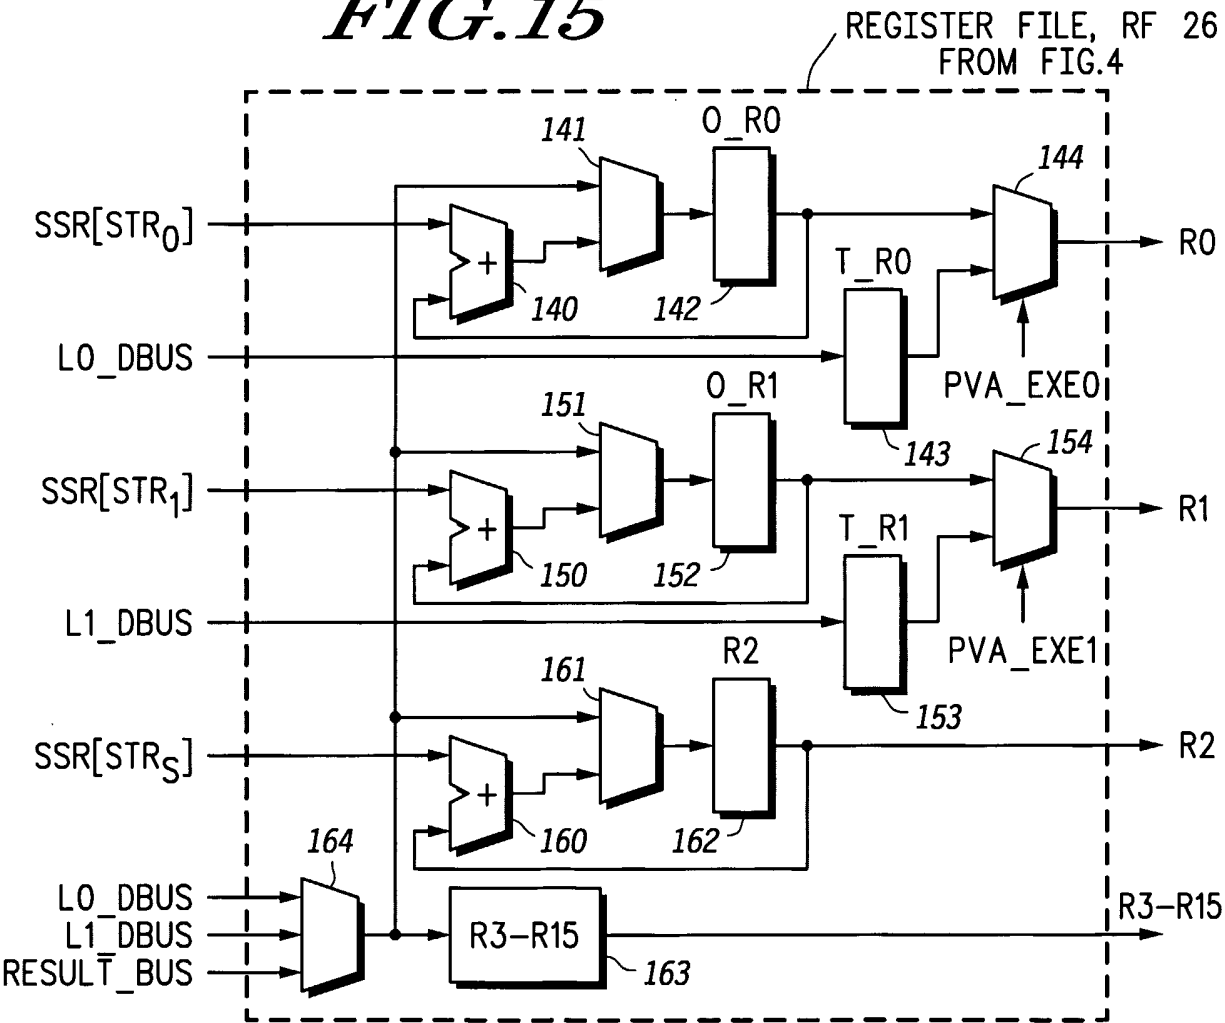 FIG.15
REGISTER FILE, RF 26
FROM FIG.4
141
O_R0
144
SSR[STR0]
+
140
142
T_R0
R0
L0_DBUS
PVA_EXE0
143
151
O_R1
154
SSR[STR1]
+
150
152
T_R1
R1
L1_DBUS
PVA_EXE1
153
161
R2
SSR[STRS]
+
160
162
R2
164
L0_DBUS
L1_DBUS
RESULT_BUS
R3-R15
163
R3-R15